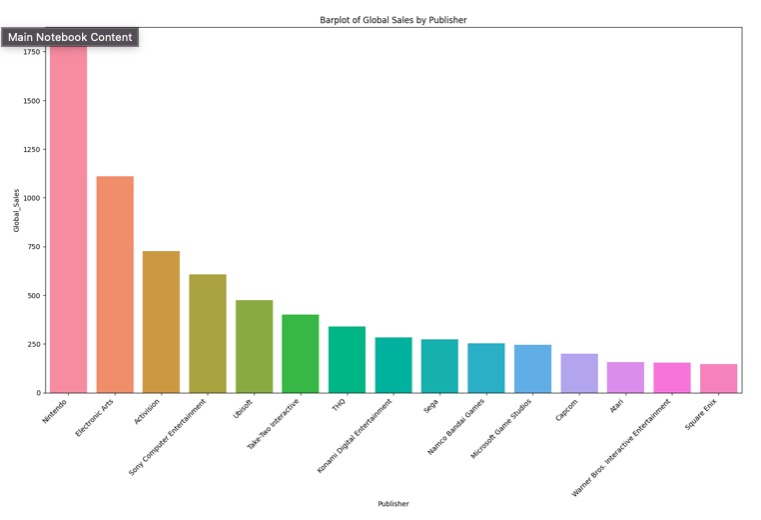 Barplot of Global Sales by Publisher
Main Notebook Content
1750
1500
1250
1000
750
500
250
0
Global_Sales
Nintendo
Electronic Arts
Activision
Sony Computer Entertainment
Ubisoft
Take-Two Interactive
THQ
Konami Digital Entertainment
Sega
Namco Bandai Games
Microsoft Game Studios
Capcom
Atari
Warner Bros. Interactive Entertainment
Square Enix
Publisher